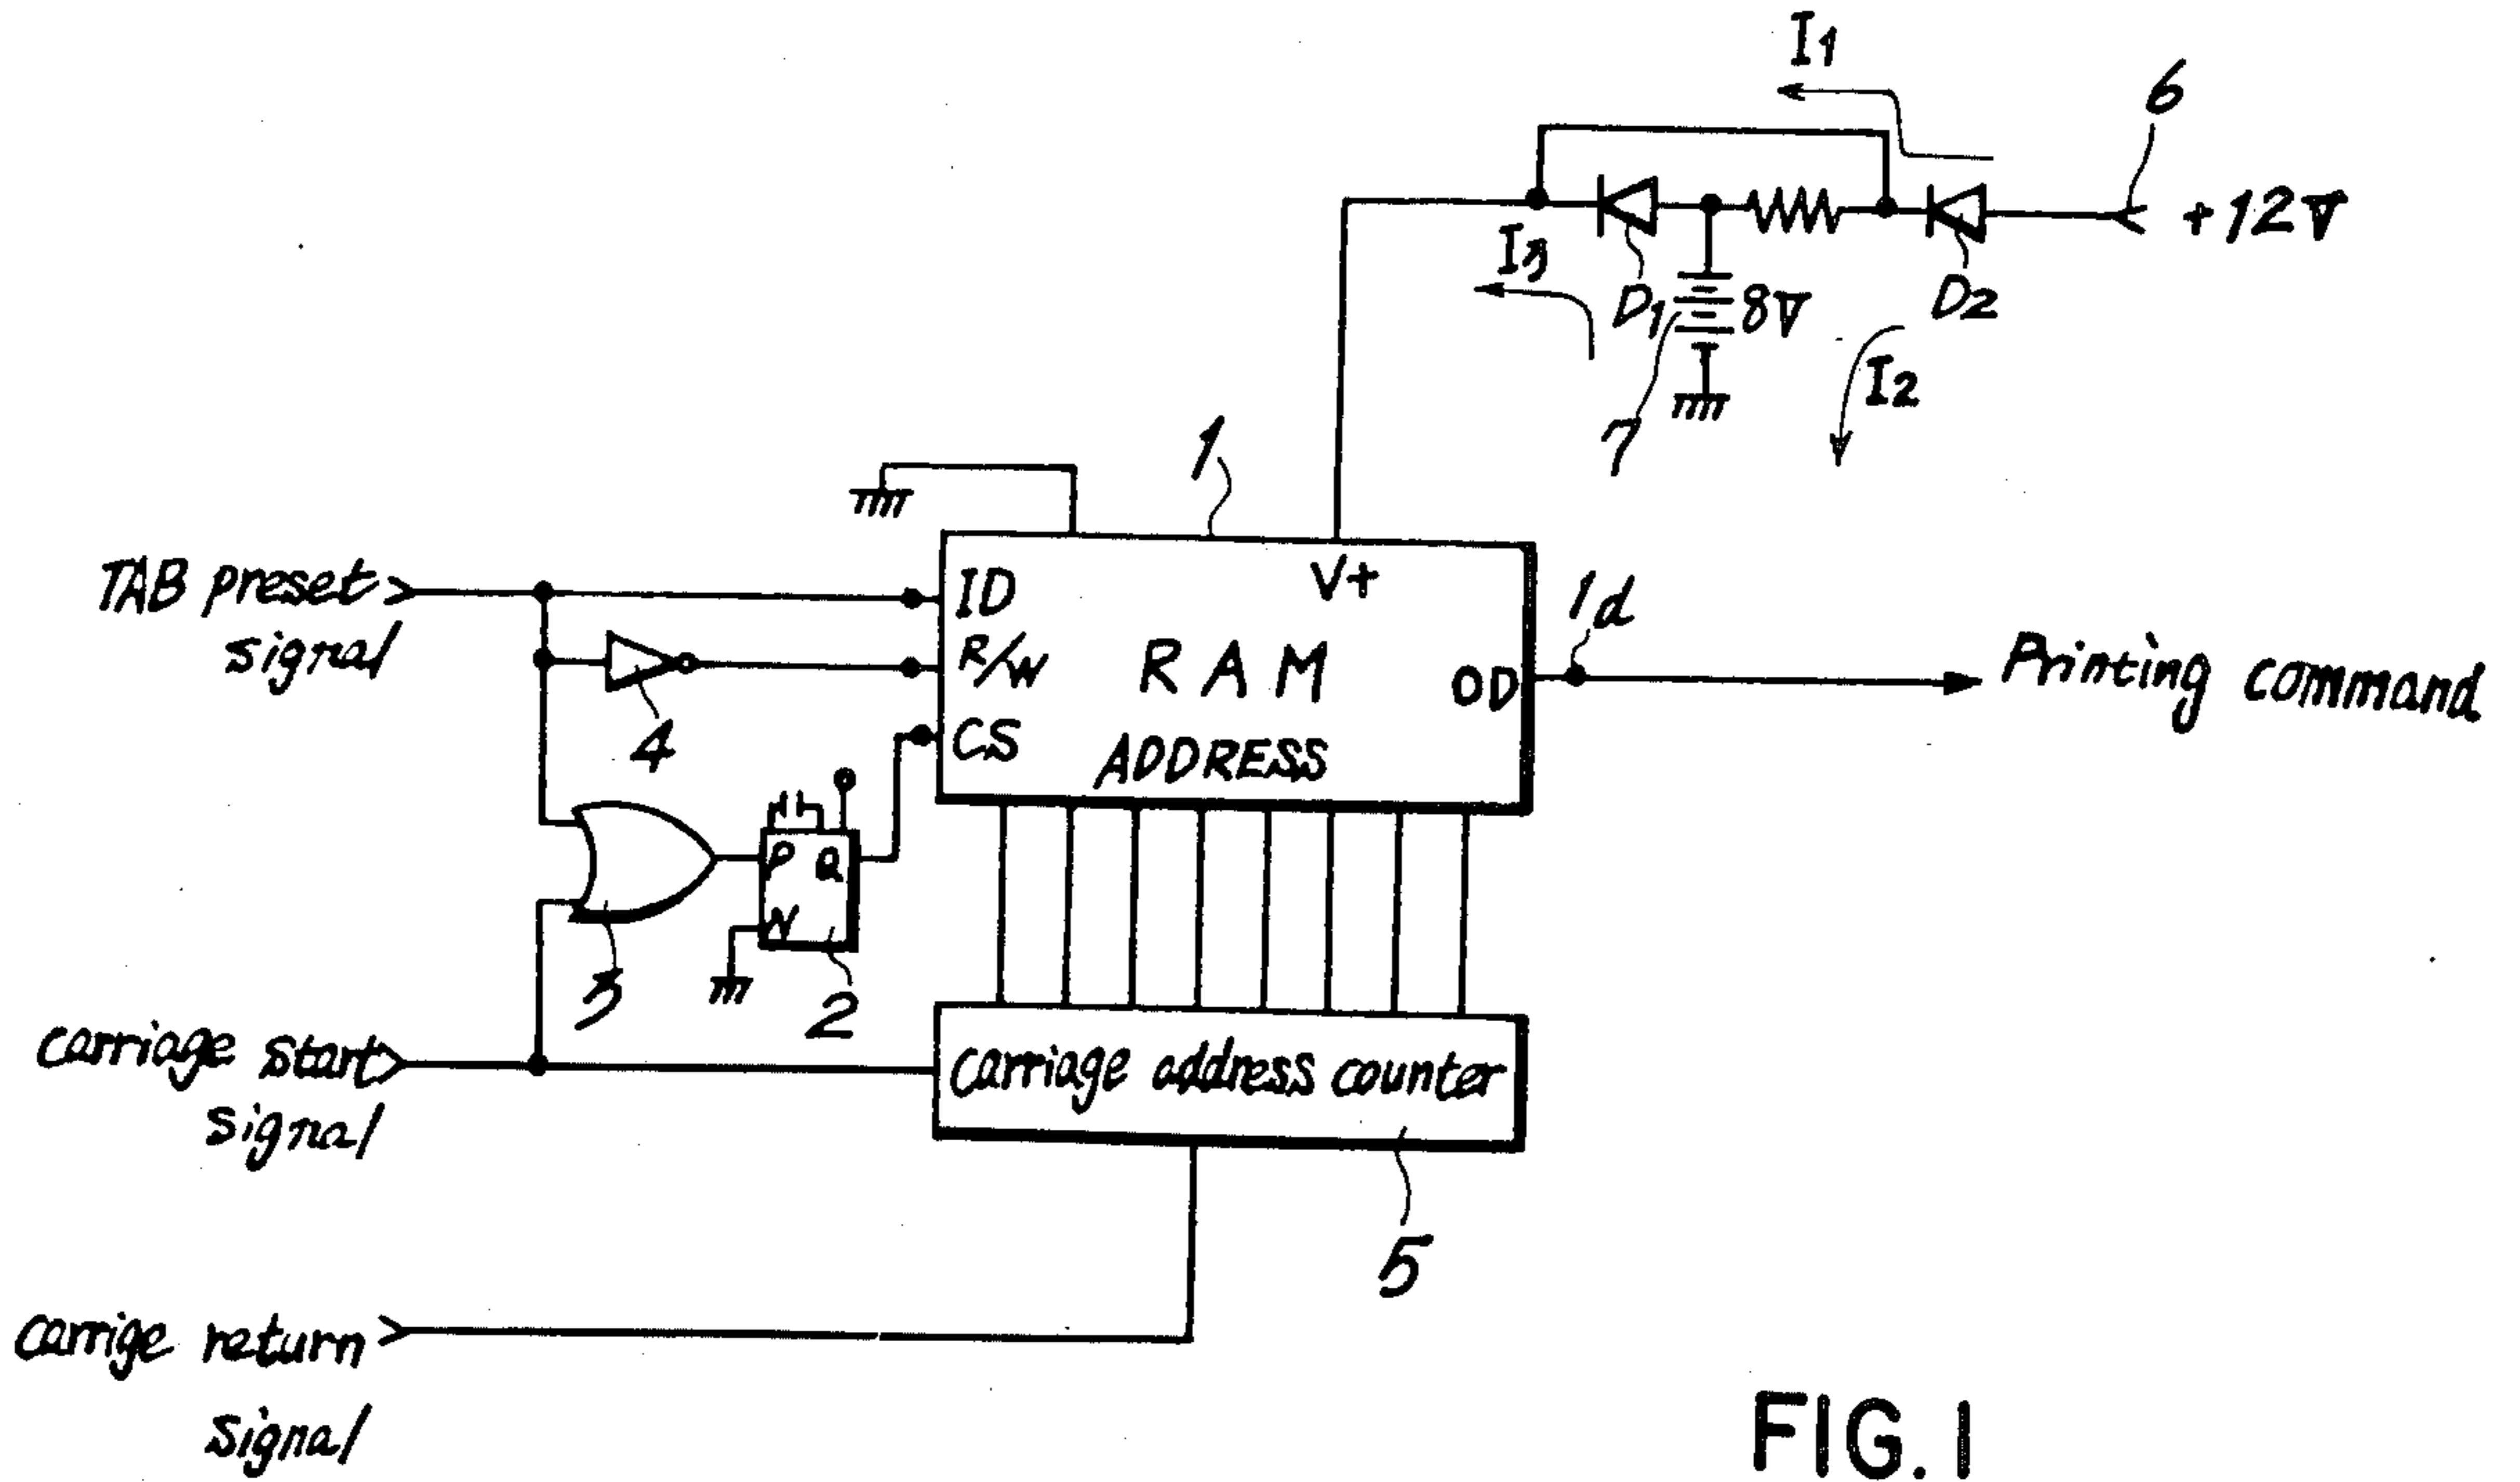 I1
6
+12V
I3
D1
8V
D2
I2
7
1
TAB preset
signal
ID
V+
R/W
RAM
1d
OD
Printing command
CS
ADDRESS
4
P Q
N
3
2
carriage start
signal
carriage address counter
5
carrige return
signal
FIG. 1